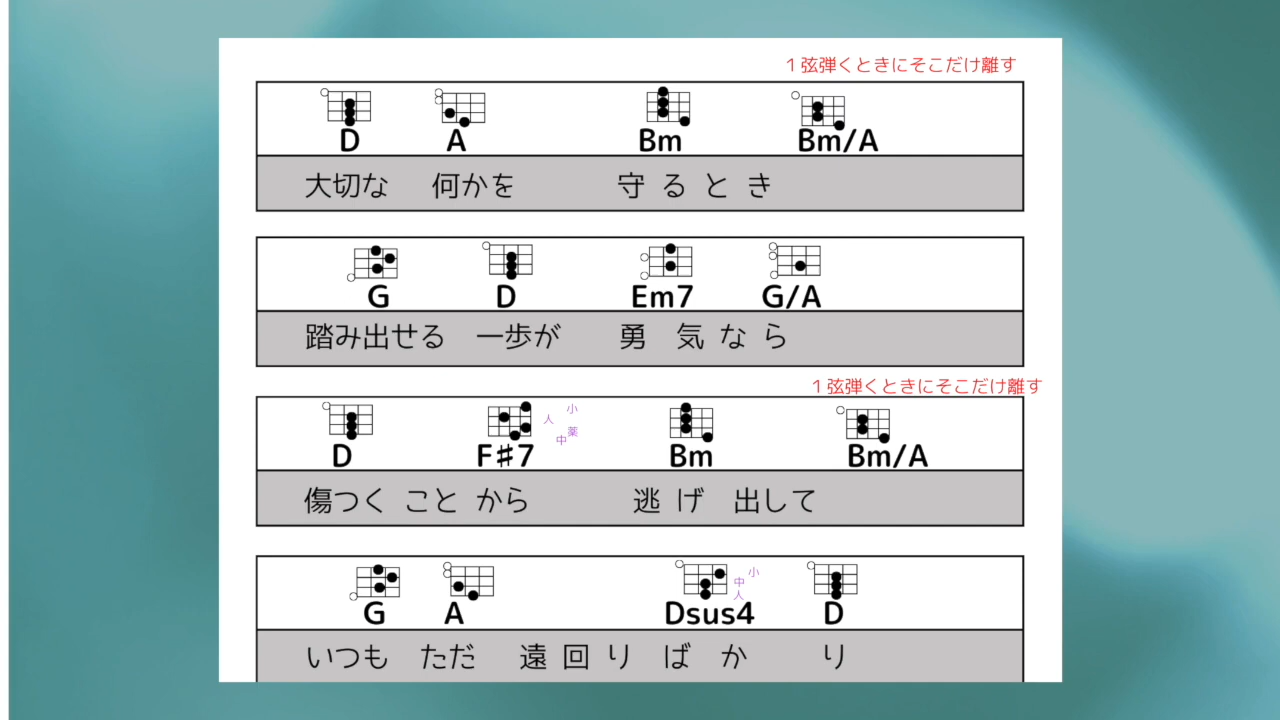 1弦弾くときにそこだけ離す
D A Bm Bm/A
大切な 何かを 守 る と き
G D Em7 G/A
踏み出せる 一歩が 勇 気 な ら
1弦弾くときにそこだけ離す
小
人
薬
中
D F♯7 Bm Bm/A
傷つく こと から 逃 げ 出して
小
中
人
G A Dsus4 D
いつも ただ 遠 回 り ば か り